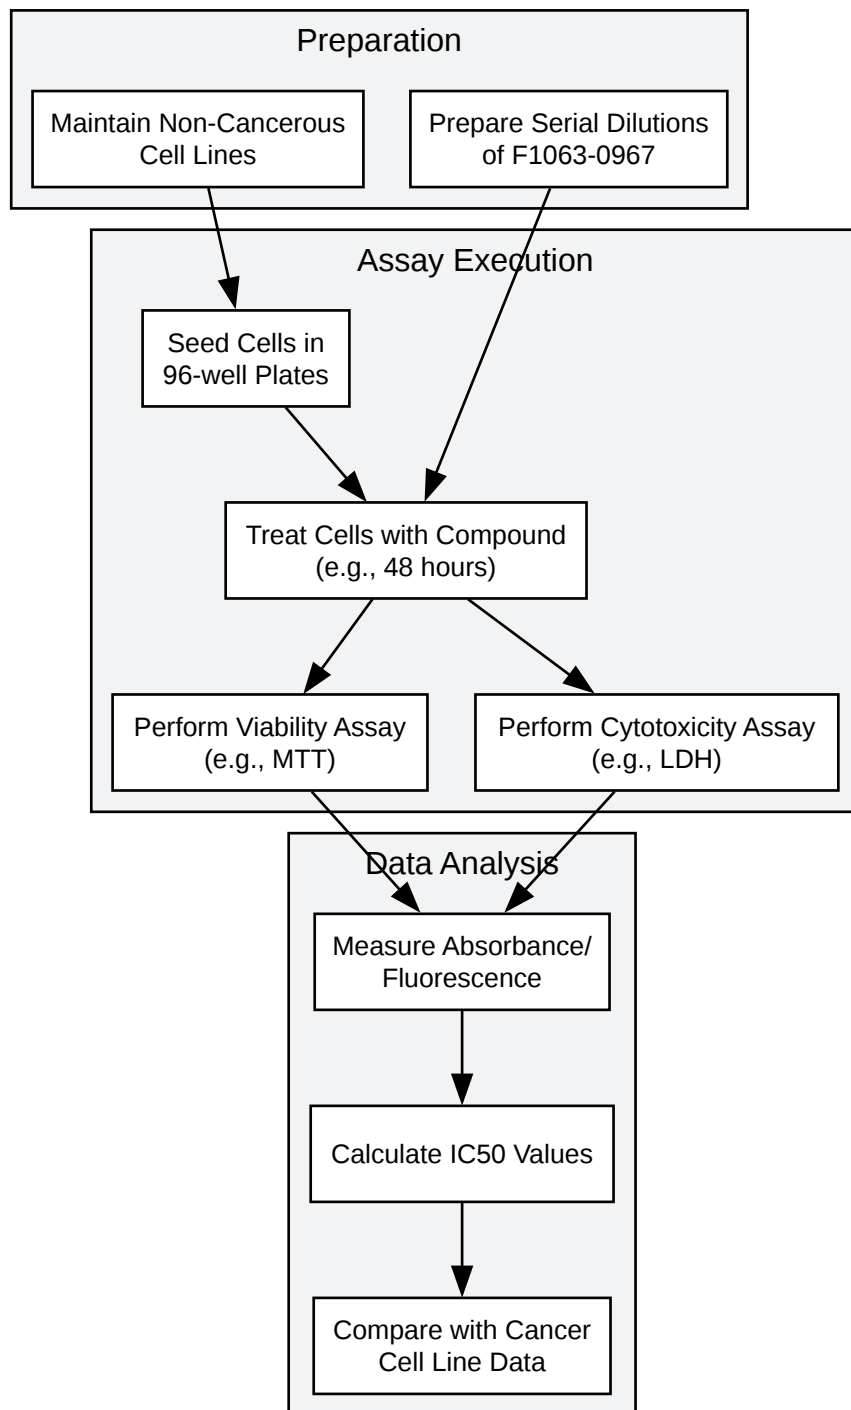 Preparation
Maintain Non-Cancerous
Cell Lines
Prepare Serial Dilutions
of F1063-0967
Assay Execution
Seed Cells in
96-well Plates
Treat Cells with Compound
(e.g., 48 hours)
Perform Viability Assay
(e.g., MTT)
Perform Cytotoxicity Assay
(e.g., LDH)
Data Analysis
Measure Absorbance/
Fluorescence
Calculate IC50 Values
Compare with Cancer
Cell Line Data